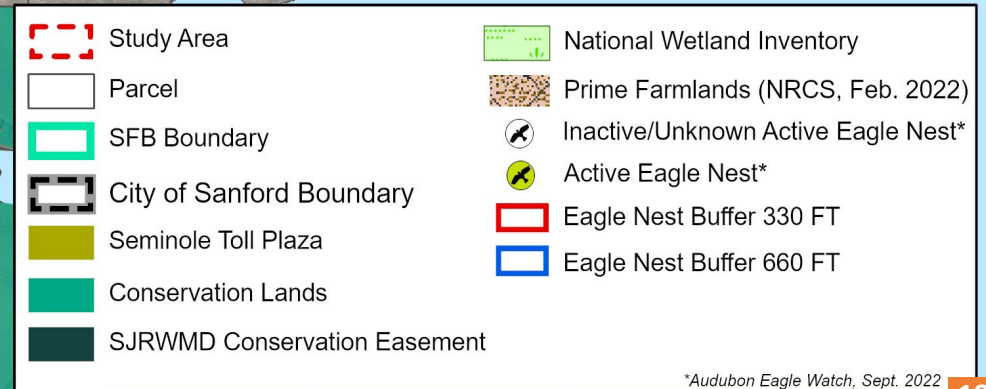 Study Area
Parcel
SFB Boundary
City of Sanford Boundary
Seminole Toll Plaza
Conservation Lands
SJRWMD Conservation Easement
National Wetland Inventory
Prime Farmlands (NRCS, Feb. 2022)
Inactive/Unknown Active Eagle Nest*
Active Eagle Nest*
Eagle Nest Buffer 330 FT
Eagle Nest Buffer 660 FT
*Audubon Eagle Watch, Sept. 2022